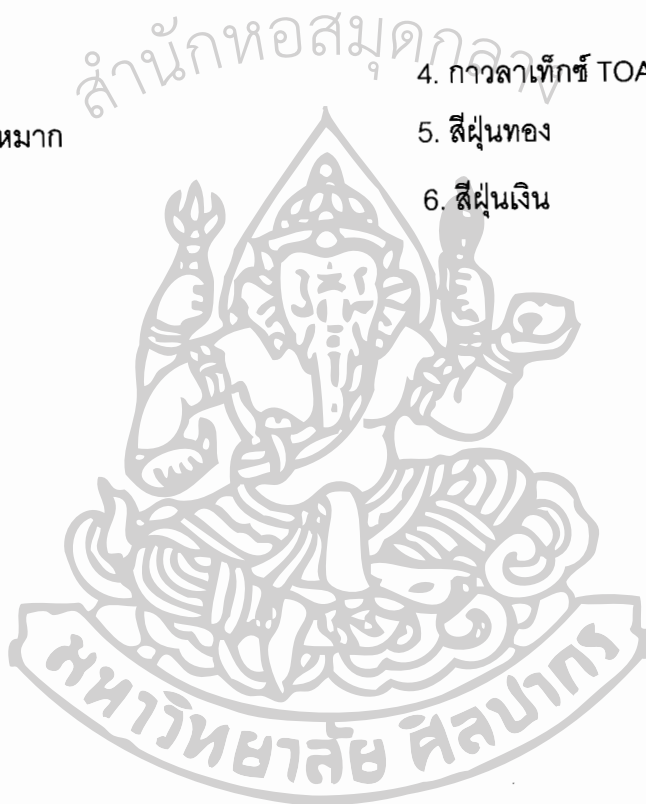 สำนักหอสมุดกลาง
4. กาวลาเท็กซ์ TOA
หมาก
5. สีฝุ่นทอง
6. สีฝุ่นเงิน
มหาวิทยาลัย ศิลปากร